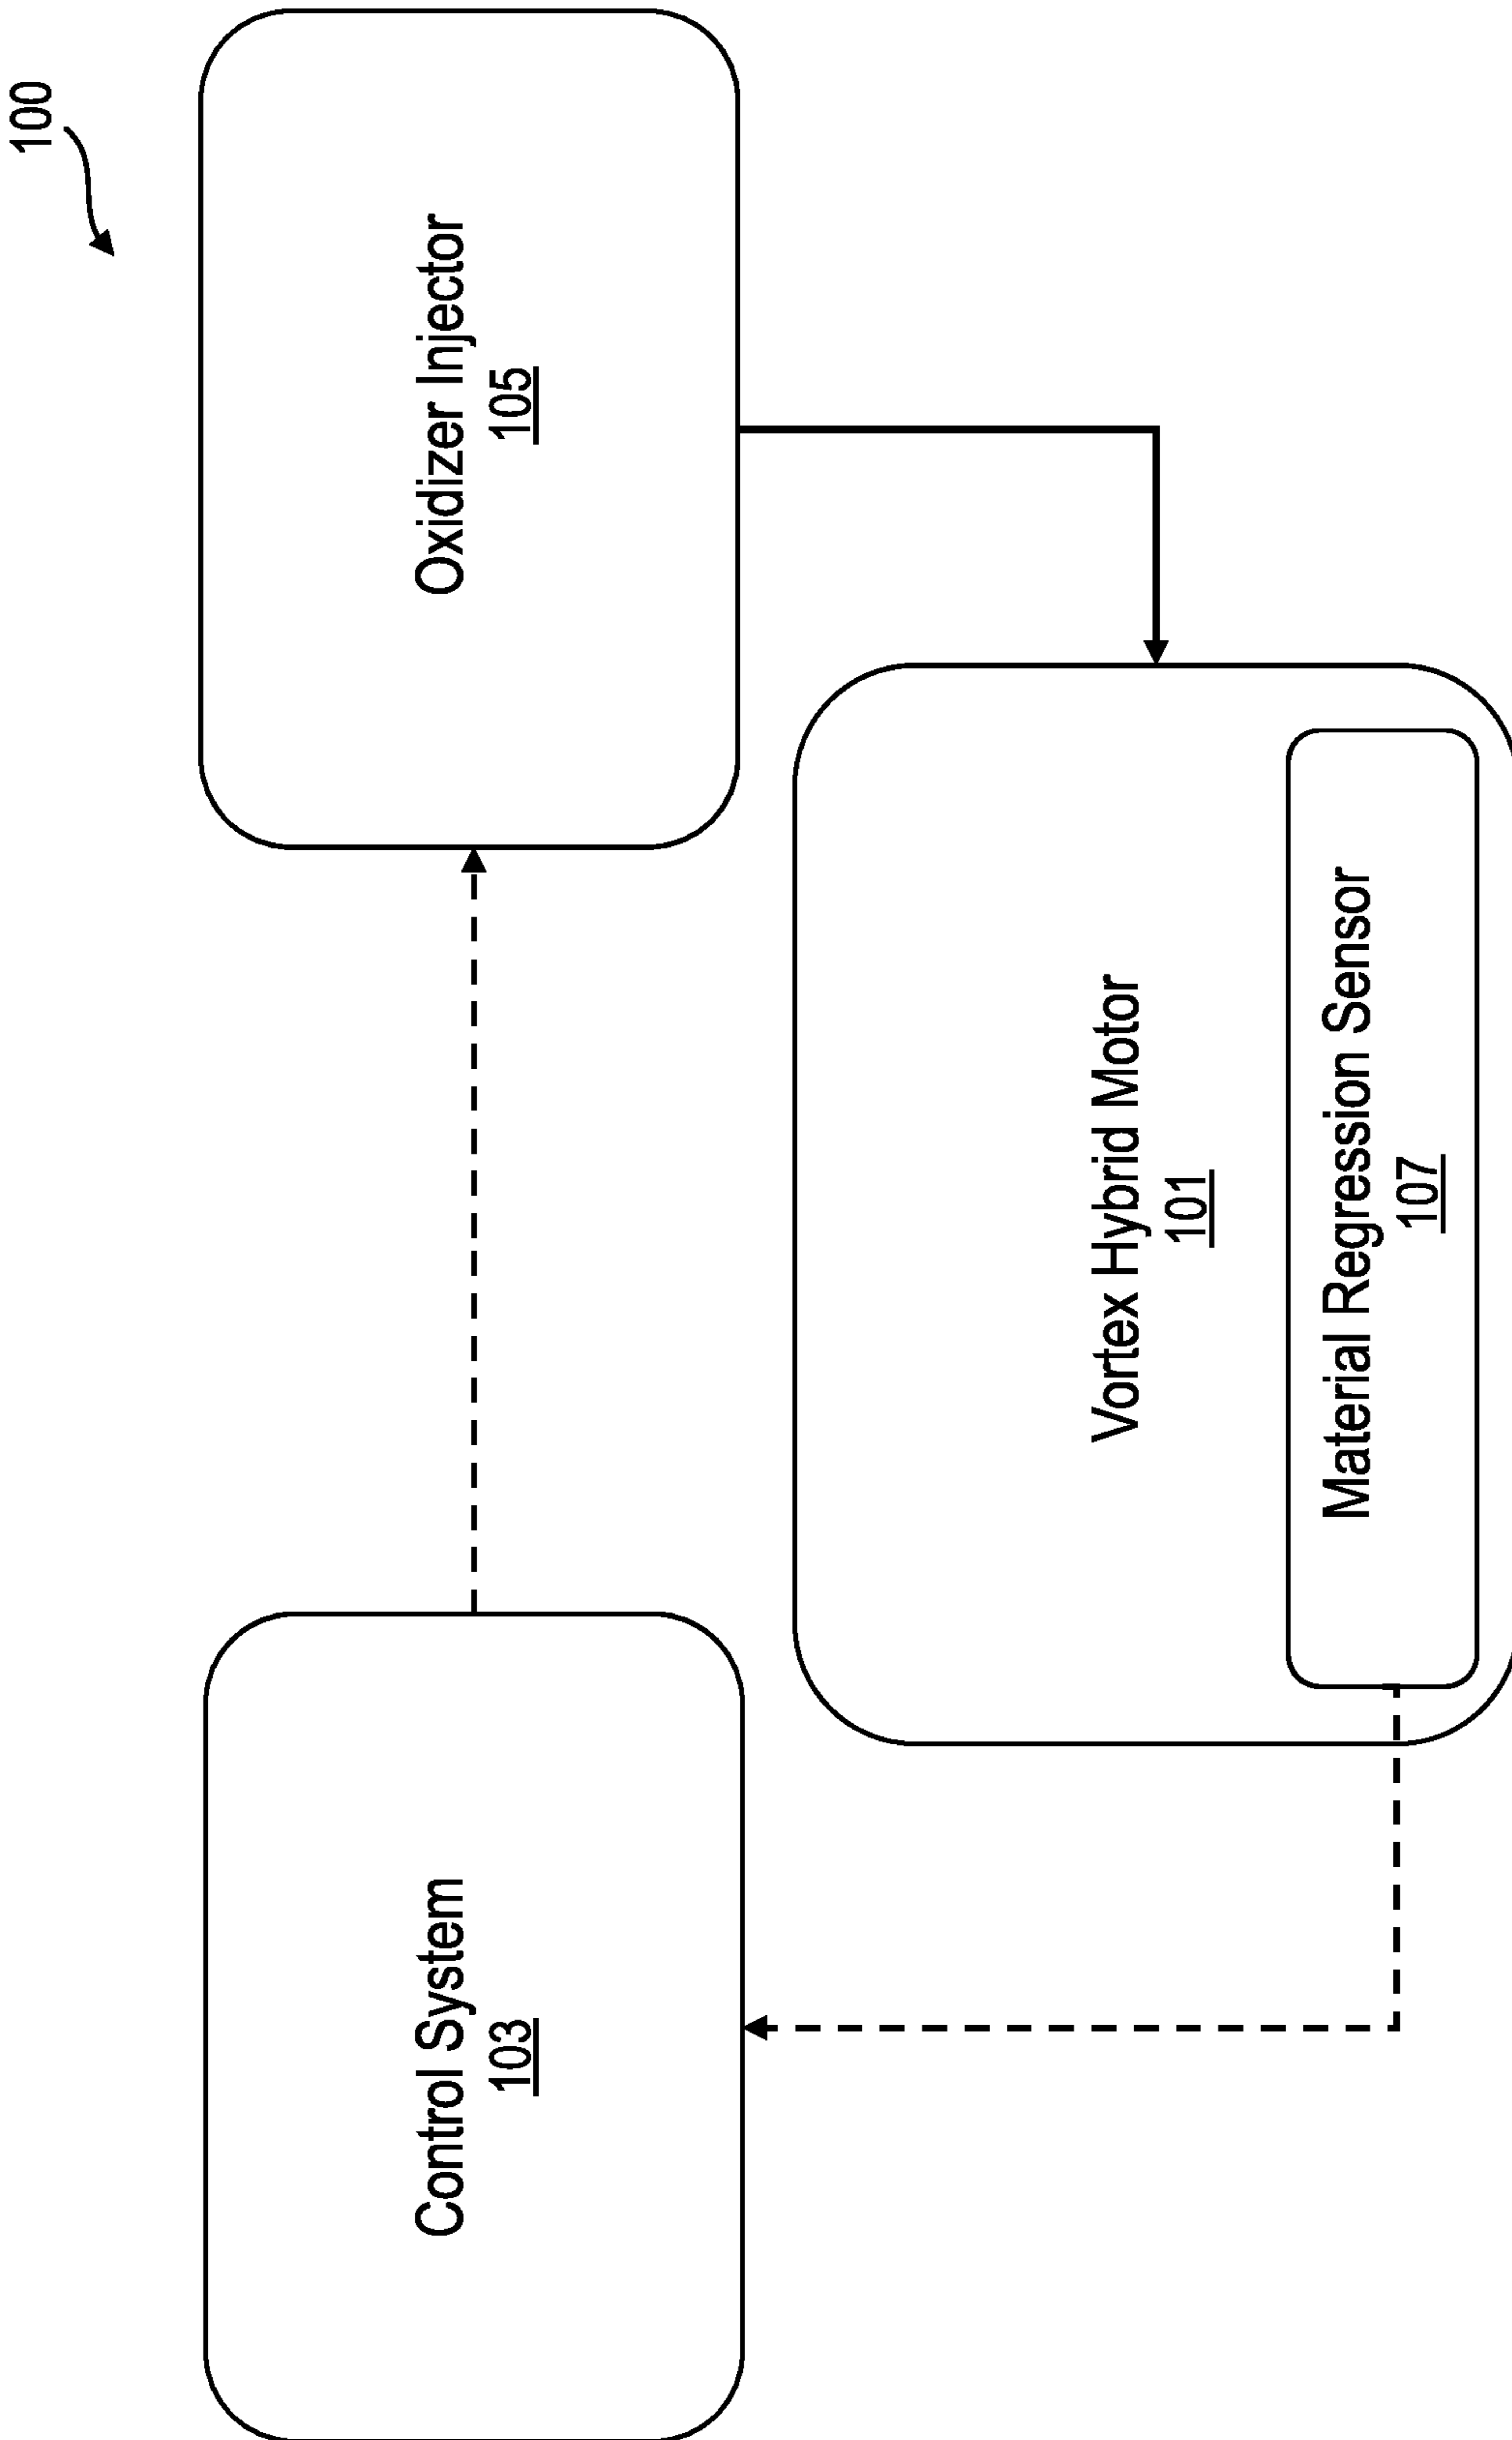 100
Control System
103
Oxidizer Injector
105
Vortex Hybrid Motor
101
Material Regression Sensor
107